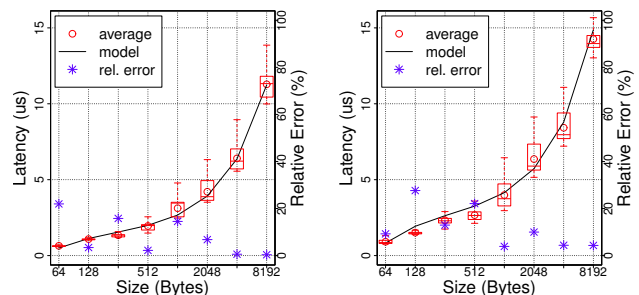 average
model
rel. error
0
5
10
15
Latency (us)
0
20
40
60
80
100
Relative Error (%)
64
128
512
2048
8192
Size (Bytes)
average
model
rel. error
0
5
10
15
Latency (us)
0
20
40
60
80
100
Relative Error (%)
64
128
512
2048
8192
Size (Bytes)